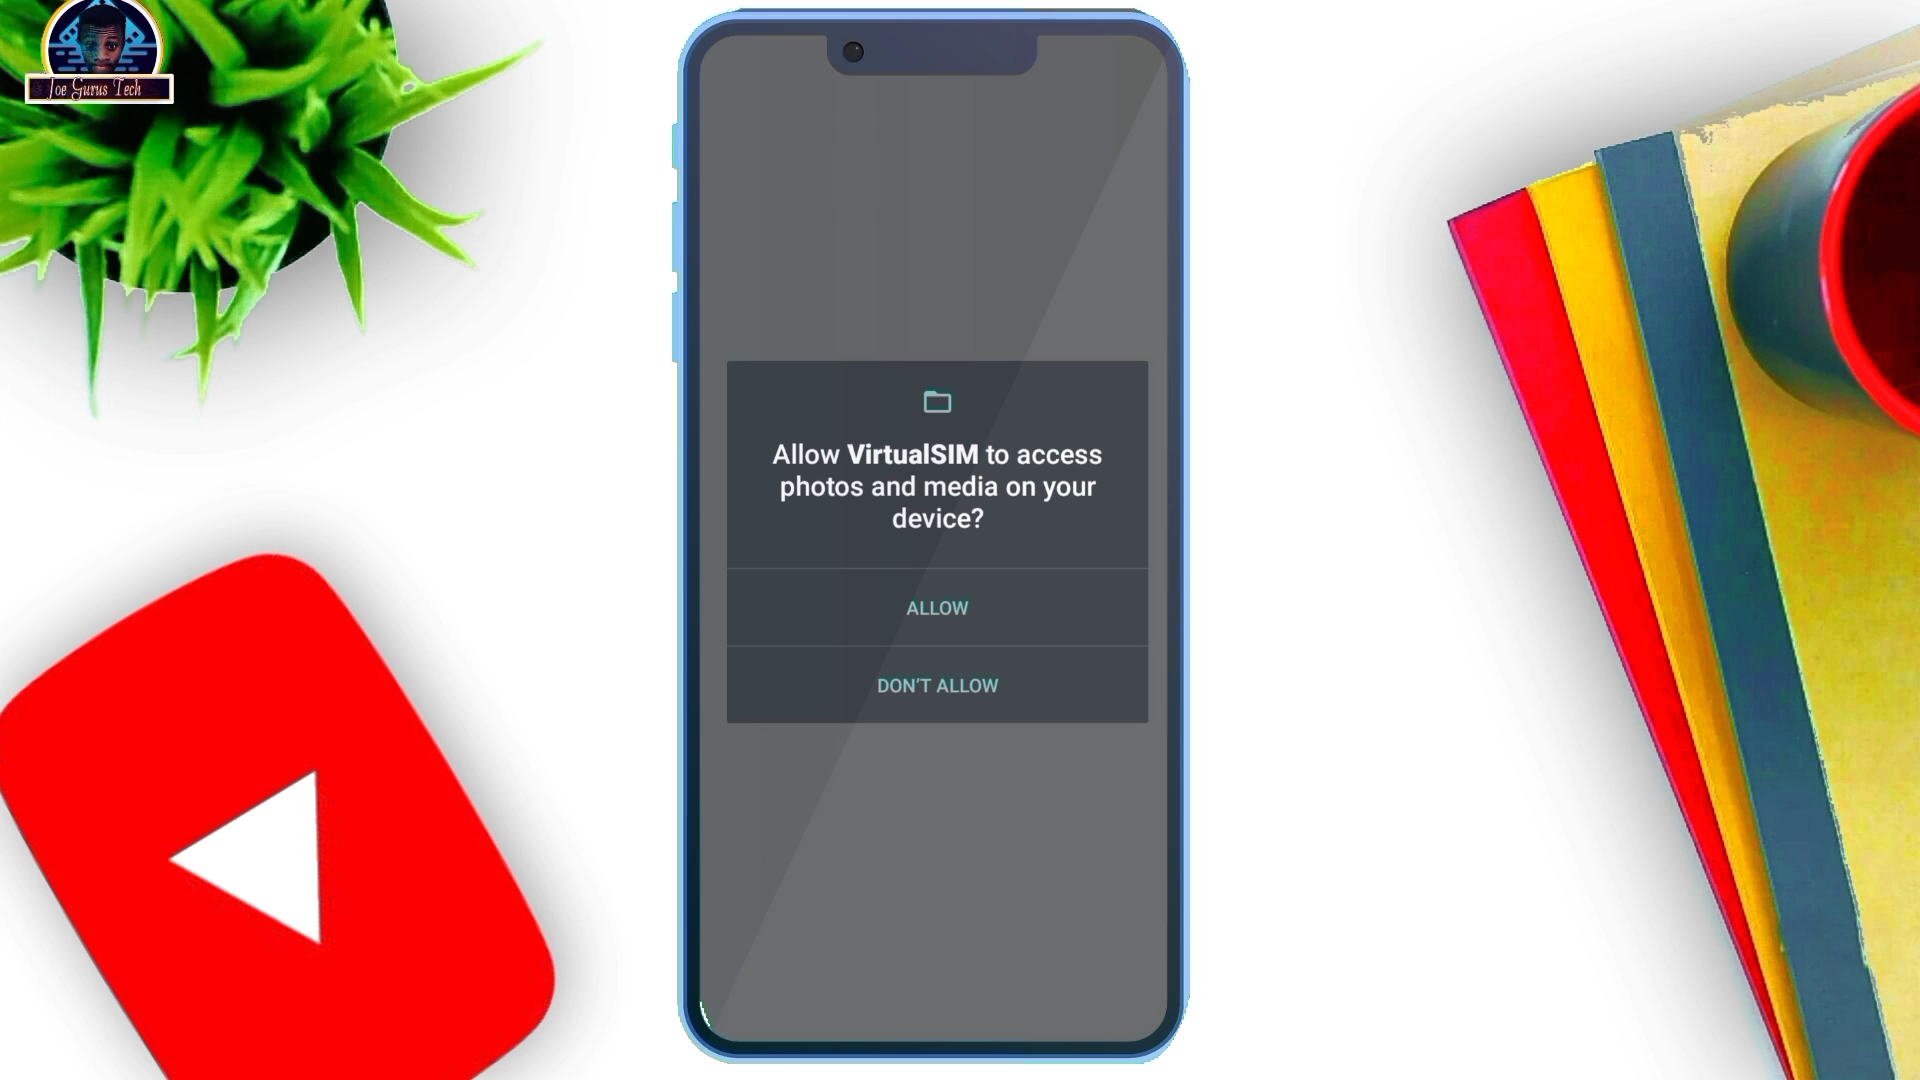 Joe Gurus Tech
Allow VirtualSIM to access
photos and media on your
device?
ALLOW
DON'T ALLOW